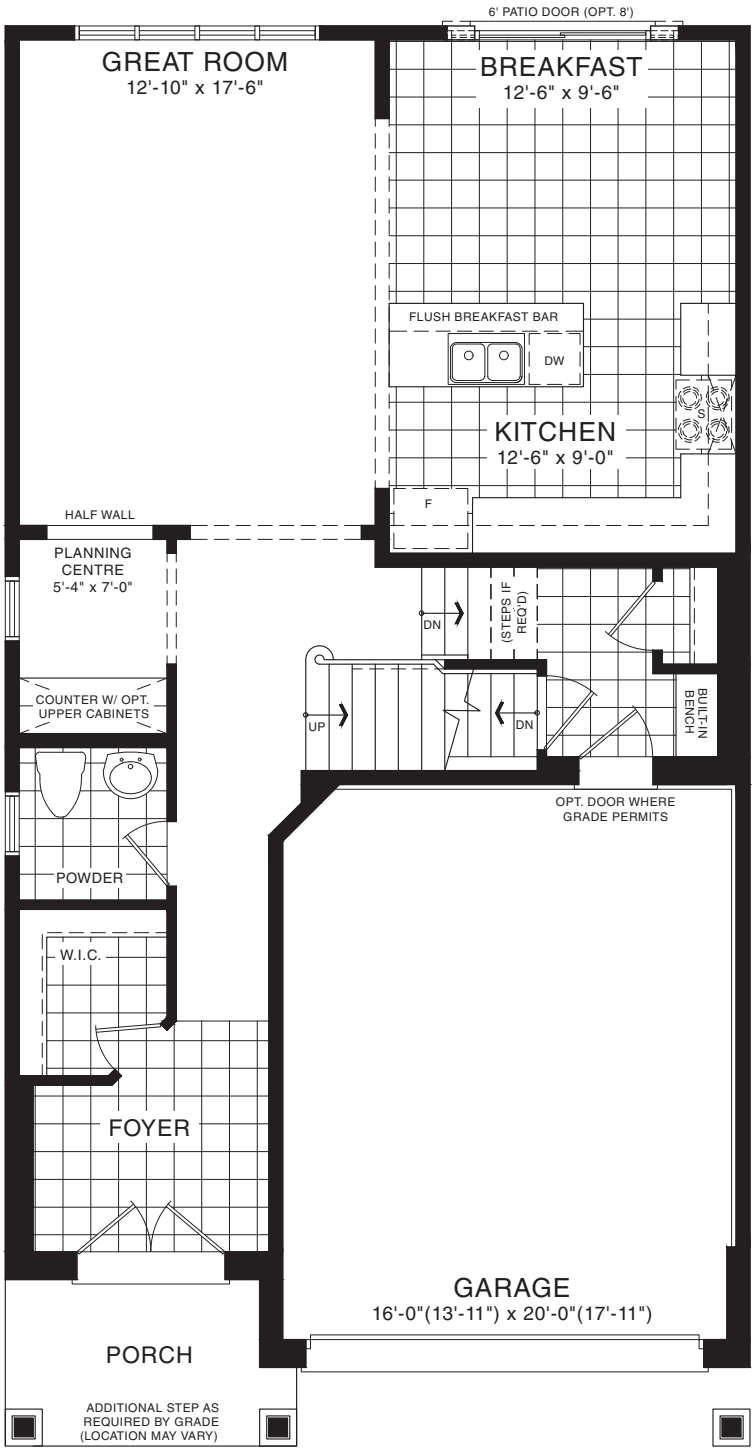 6' PATIO DOOR (OPT. 8')
GREAT ROOM
12'-10" x 17'-6"
BREAKFAST
12'-6" x 9'-6"
FLUSH BREAKFAST BAR
DW
S
KITCHEN
12'-6" x 9'-0"
F
HALF WALL
PLANNING
CENTRE
5'-4" x 7'-0"
(STEPS IF
REQ'D)
DN
COUNTER W/ OPT.
UPPER CABINETS
UP
DN
BUILT-IN
BENCH
OPT. DOOR WHERE
GRADE PERMITS
POWDER
W.I.C.
FOYER
GARAGE
16'-0"(13'-11") x 20'-0"(17'-11")
PORCH
ADDITIONAL STEP AS
REQUIRED BY GRADE
(LOCATION MAY VARY)